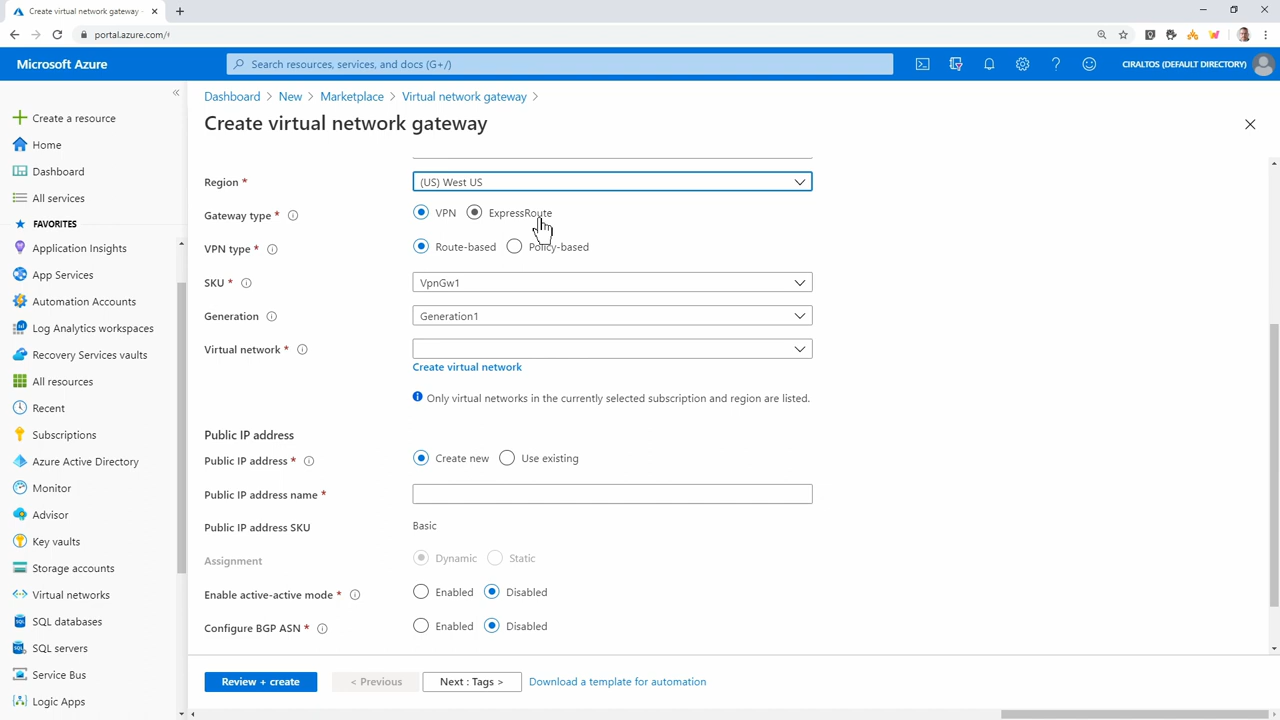 Create virtual network gateway -
portal.azure.com/#
Microsoft Azure
Search resources, services, and docs (G+/)
CIRALTOS (DEFAULT DIRECTORY)
Dashboard > New > Marketplace > Virtual network gateway >
Create virtual network gateway
Create a resource
Home
Dashboard
All services
FAVORITES
Application Insights
App Services
Automation Accounts
Log Analytics workspaces
Recovery Services vaults
All resources
Recent
Subscriptions
Azure Active Directory
Monitor
Advisor
Key vaults
Storage accounts
Virtual networks
SQL databases
SQL servers
Service Bus
Logic Apps
Region * (US) West US
Gateway type * VPN ExpressRoute
VPN type * Route-based Policy-based
SKU * VpnGw1
Generation Generation1
Virtual network *
Create virtual network
Only virtual networks in the currently selected subscription and region are listed.
Public IP address
Public IP address * Create new Use existing
Public IP address name *
Public IP address SKU Basic
Assignment Dynamic Static
Enable active-active mode * Enabled Disabled
Configure BGP ASN * Enabled Disabled
Review + create < Previous Next : Tags > Download a template for automation